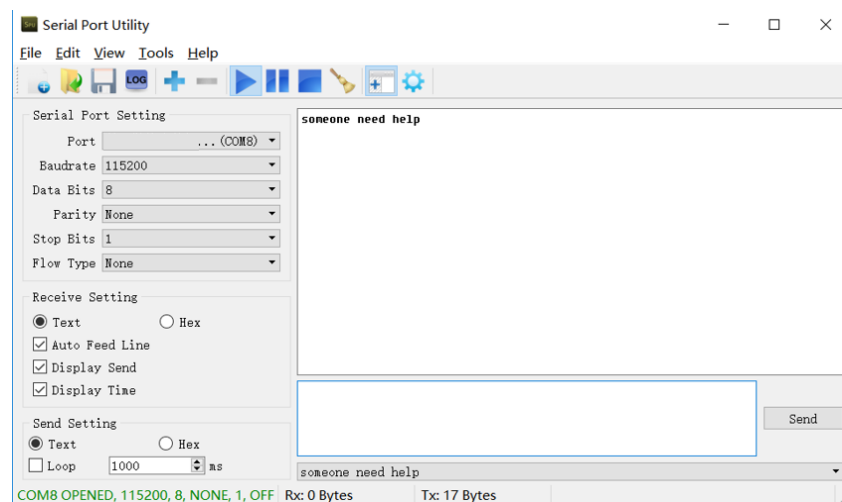 Serial Port Utility
File Edit View Tools Help
LOG
Serial Port Setting
Port ...(COM8)
Baudrate 115200
Data Bits 8
Parity None
Stop Bits 1
Flow Type None
Receive Setting
Text Hex
Auto Feed Line
Display Send
Display Time
Send Setting
Text Hex
Loop 1000 ms
someone need help
Send
someone need help
COM8 OPENED, 115200, 8, NONE, 1, OFF Rx: 0 Bytes Tx: 17 Bytes